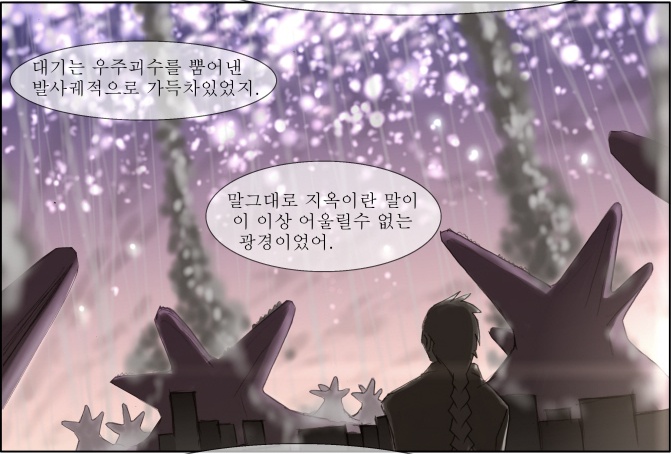 대기는 우주괴수를 뿜어낸
발사궤적으로 가득차있었지.
말그대로 지옥이란 말이
이 이상 어울릴수 없는
광경이었어.